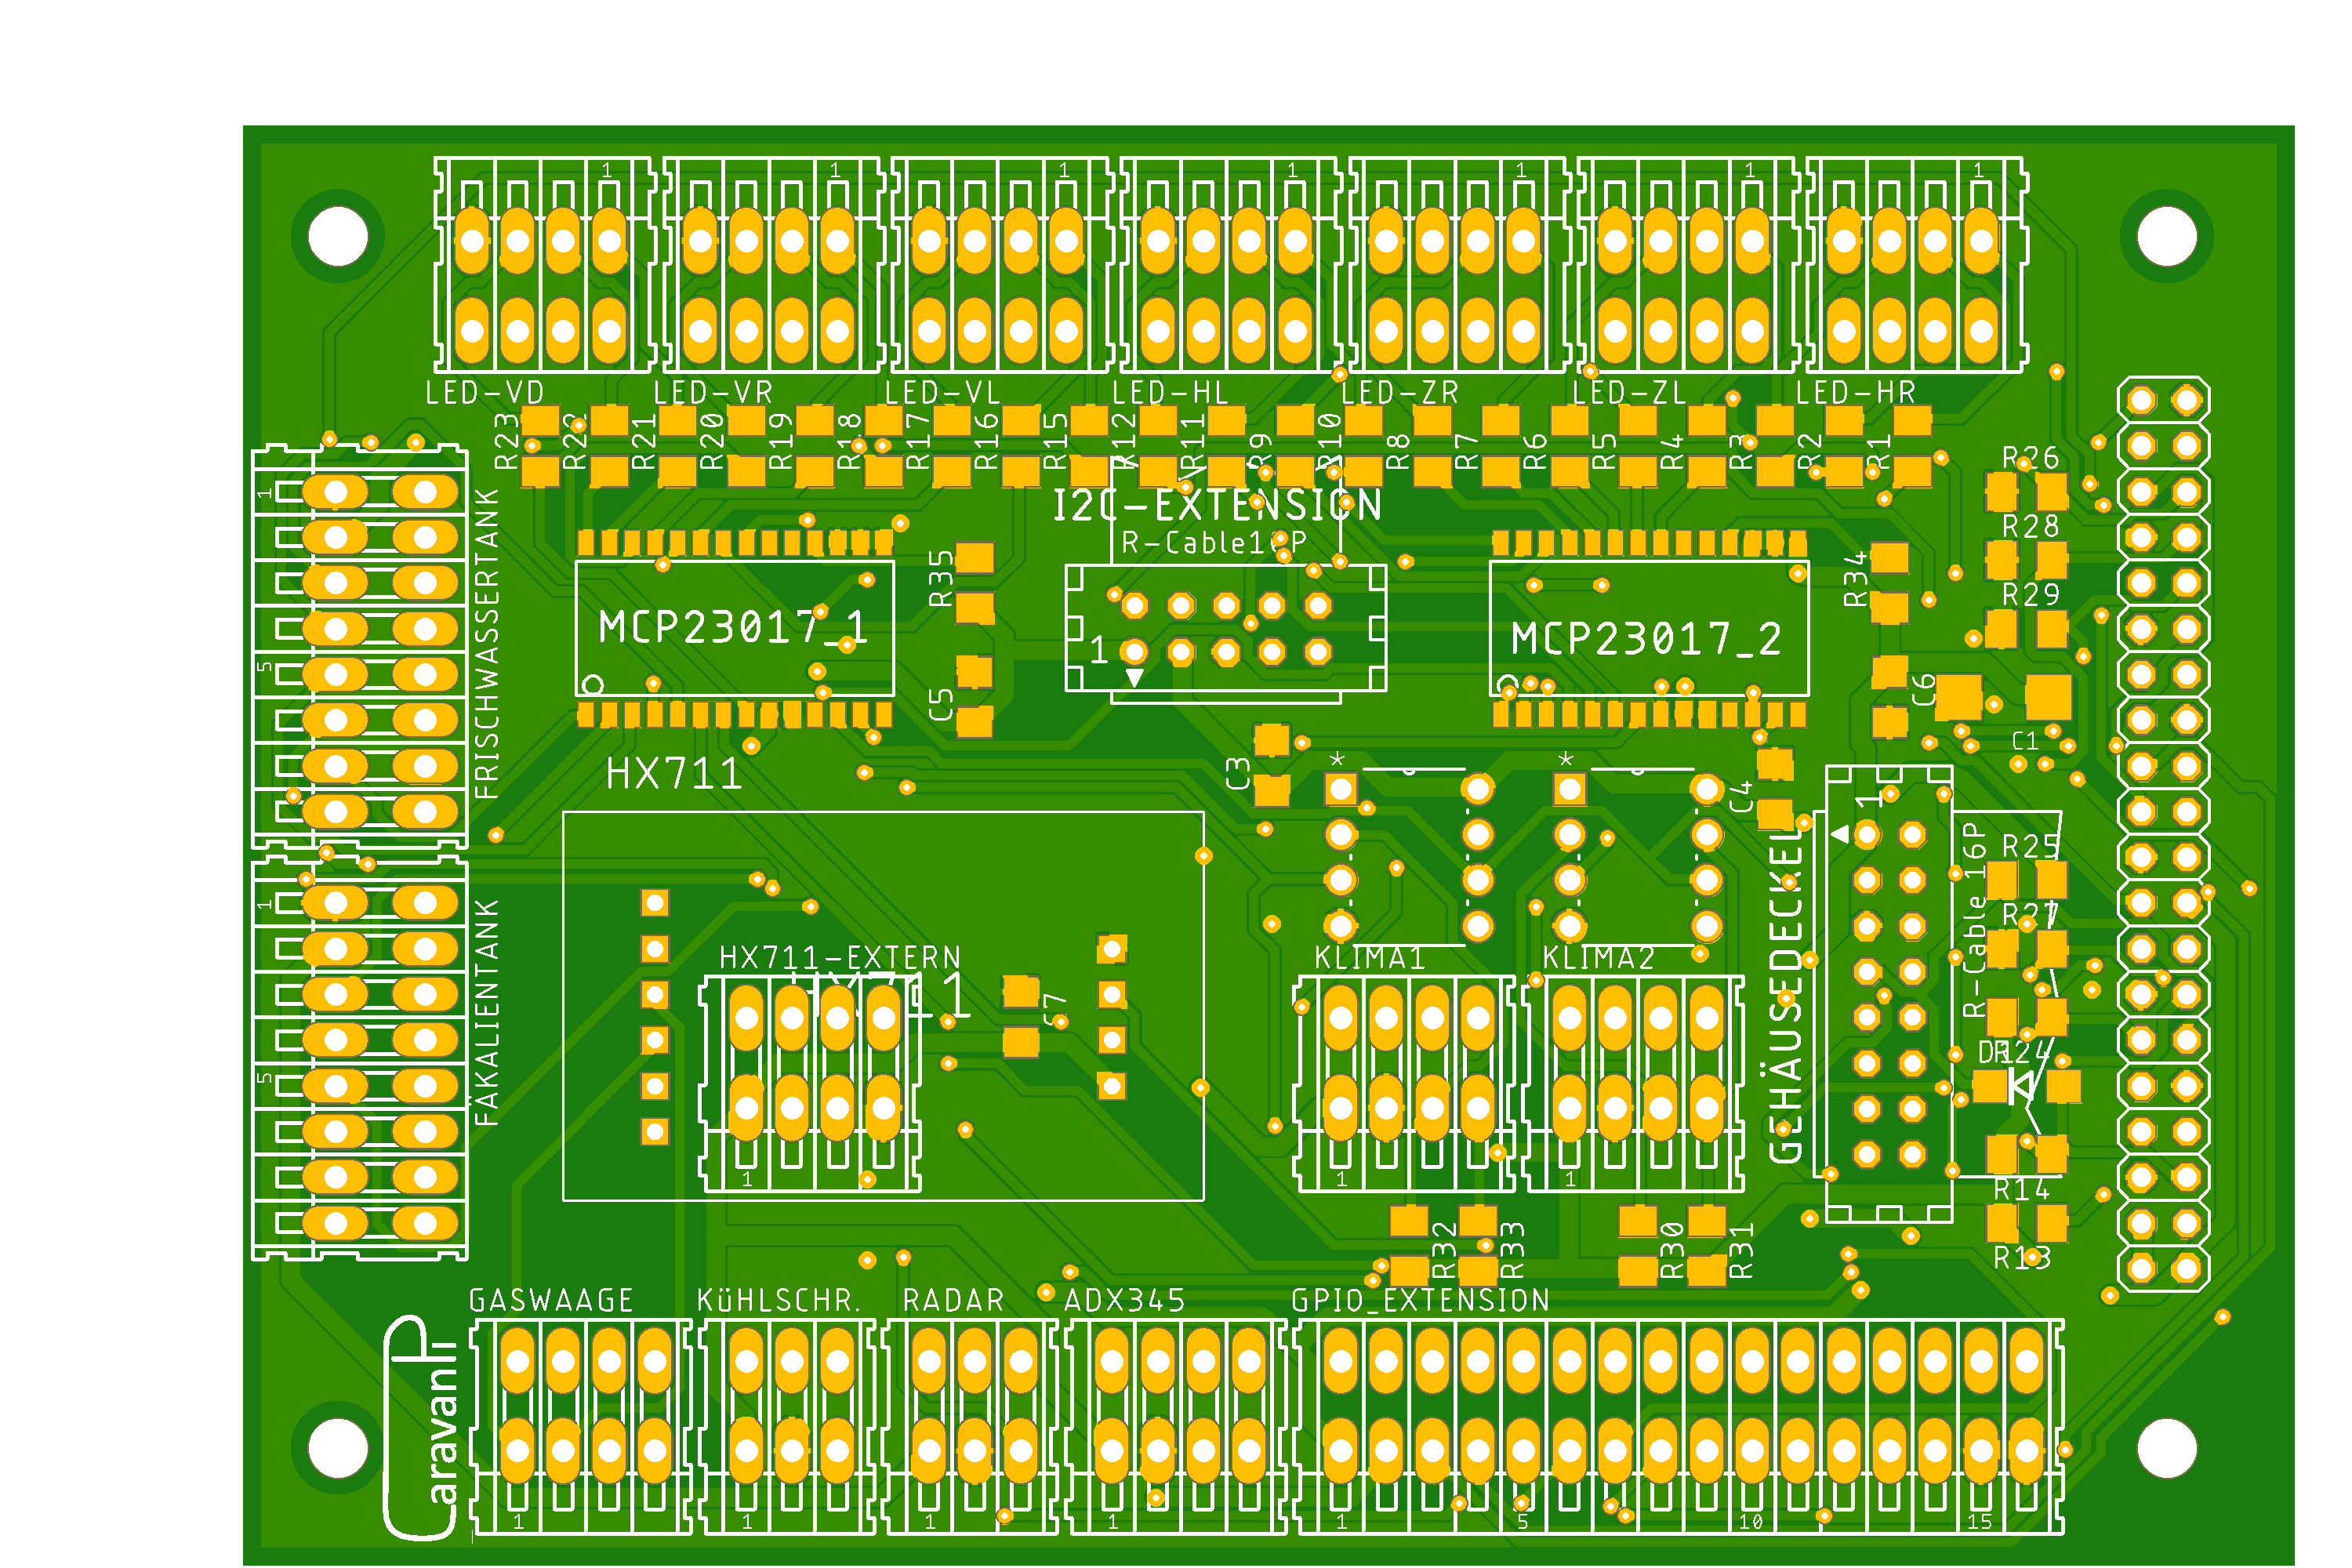 1 1 1 1 1 1 1
LED-VD LED-VR LED-VL LED-HL LED-ZR LED-ZL LED-HR
R23 R22 R21 R20 R19 R18 R17 R16 R15 R12 R11 R9 R10 R8 R7 R6 R5 R4 R3 R2 R1
R26
1
I2C-EXTENSION
R-Cable10P
R28
FRISCHWASSERTANK
R35
R34
R29
MCP23017_1
MCP23017_2
1
5
C5
C6
C1
HX711
C3
*
*
C4
1
R-Cable 16P
R25
GEHÄUSEDECKEL
1
FÄKALIENTANK
R27
HX711-EXTERN
KLIMA1
KLIMA2
HX711
C7
R24
5
1
1
1
R14
R32
R33
R30
R31
R13
GASWAAGE
KüHLSCHR.
RADAR
ADX345
GPIO_EXTENSION
Caravanpi
1 1 1 1 1 5 10 15